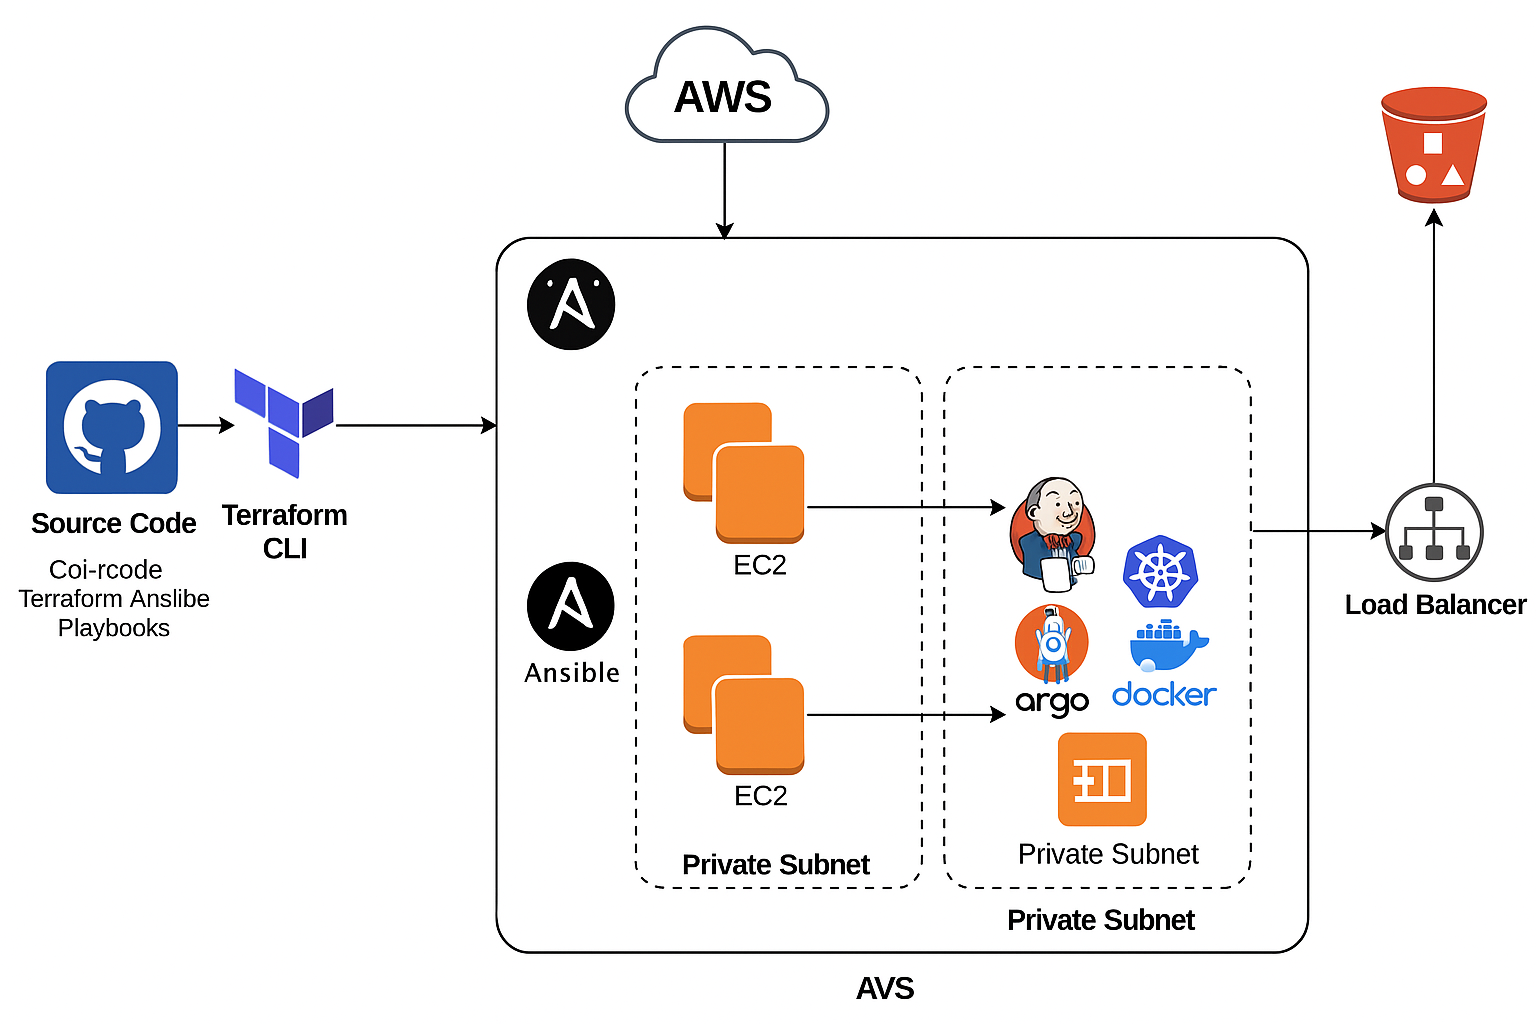 AWS
Source Code
Coi-rcode
Terraform Anslibe
Playbooks
Terraform
CLI
Ansible
EC2
EC2
Private Subnet
argo
docker
Private Subnet
Private Subnet
AVS
Load Balancer